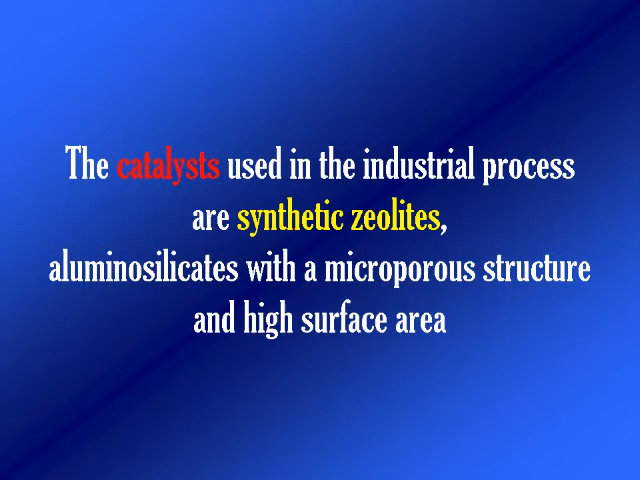 The catalysts used in the industrial process
are synthetic zeolites,
aluminosilicates with a microporous structure
and high surface area